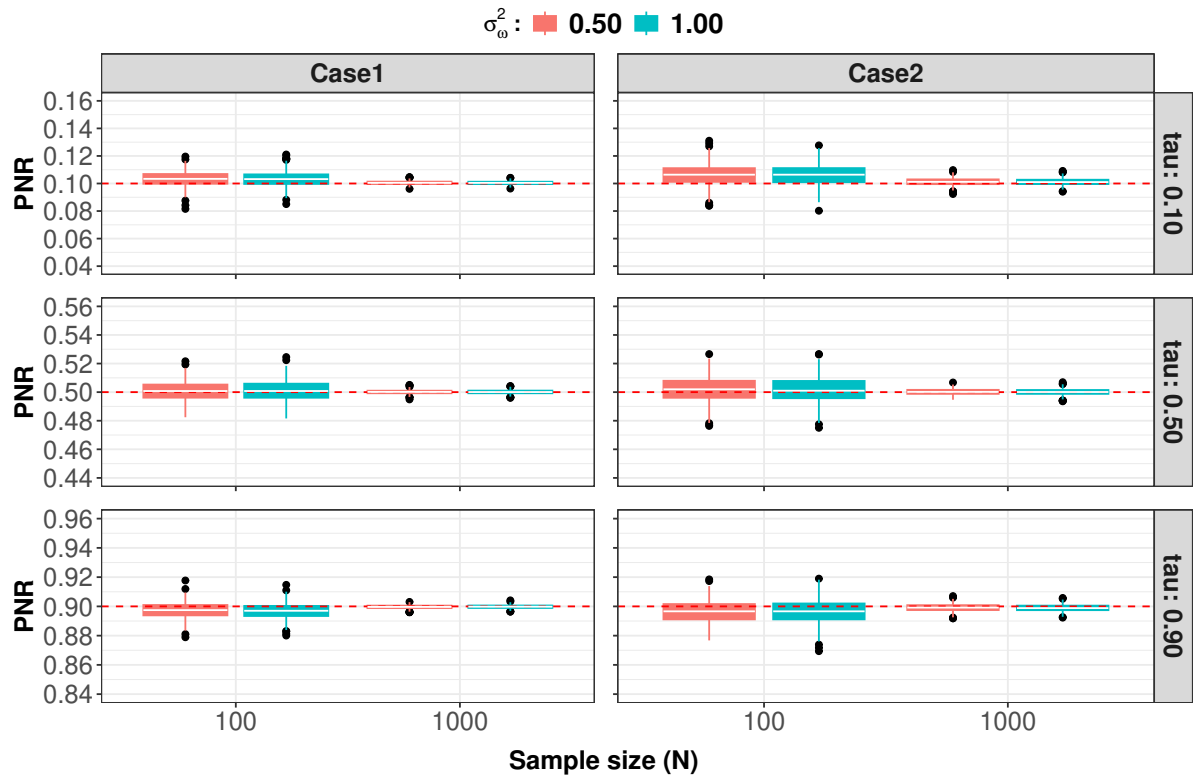 σ²ω : 0.50 1.00
Case1 Case2
PNR
0.16
0.14
0.12
0.10
0.08
0.06
0.04
tau: 0.10
PNR
0.56
0.54
0.52
0.50
0.48
0.46
0.44
tau: 0.50
PNR
0.96
0.94
0.92
0.90
0.88
0.86
0.84
tau: 0.90
100 1000 100 1000
Sample size (N)